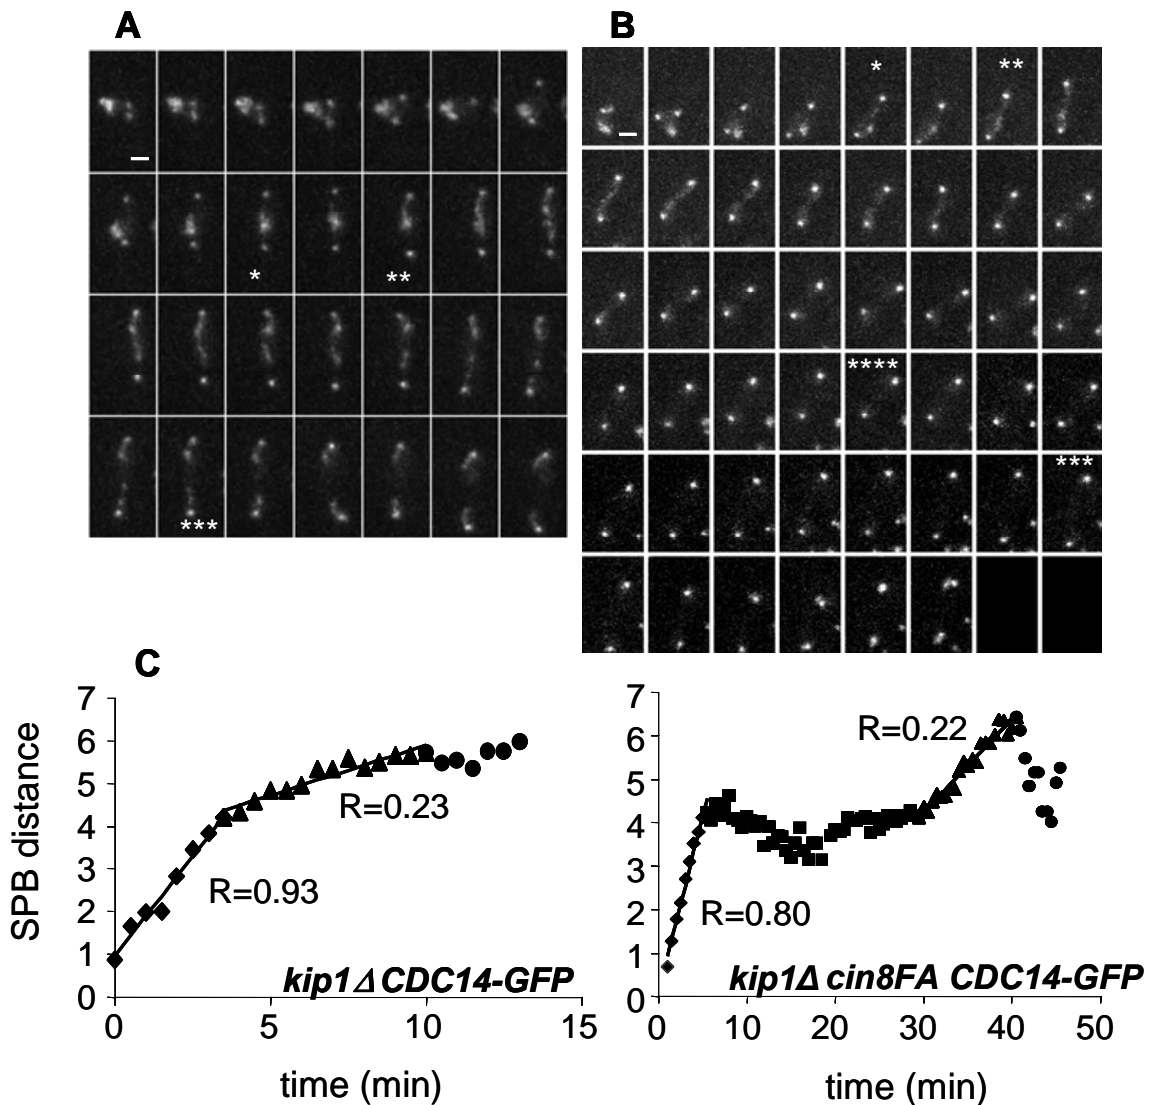 A
B
*
**
*
**
****
***
***
C
SPB distance
7
6
5
4
3
2
1
0
R=0.23
R=0.93
kip1Δ CDC14-GFP
0
5
10
15
time (min)
7
6
5
4
3
2
1
0
R=0.22
R=0.80
kip1Δ cin8FA CDC14-GFP
0
10
20
30
40
50
time (min)